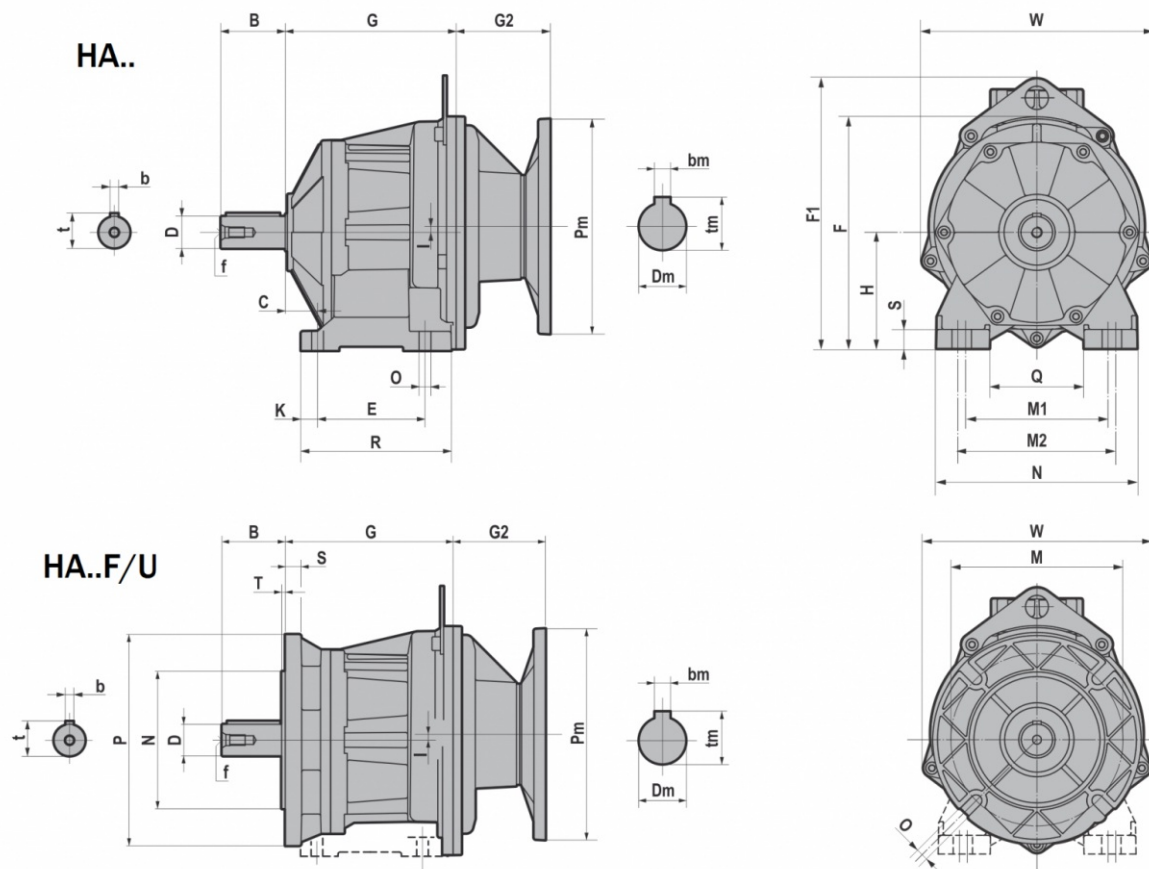 B G G2 W
HA..
b bm
t D I Pm tm F1 F H
f Dm
C S
O Q
K E M1
R M2
N
B G G2 W
S M
HA..F/U
T
b bm
t P N D I Pm tm
f Dm
O